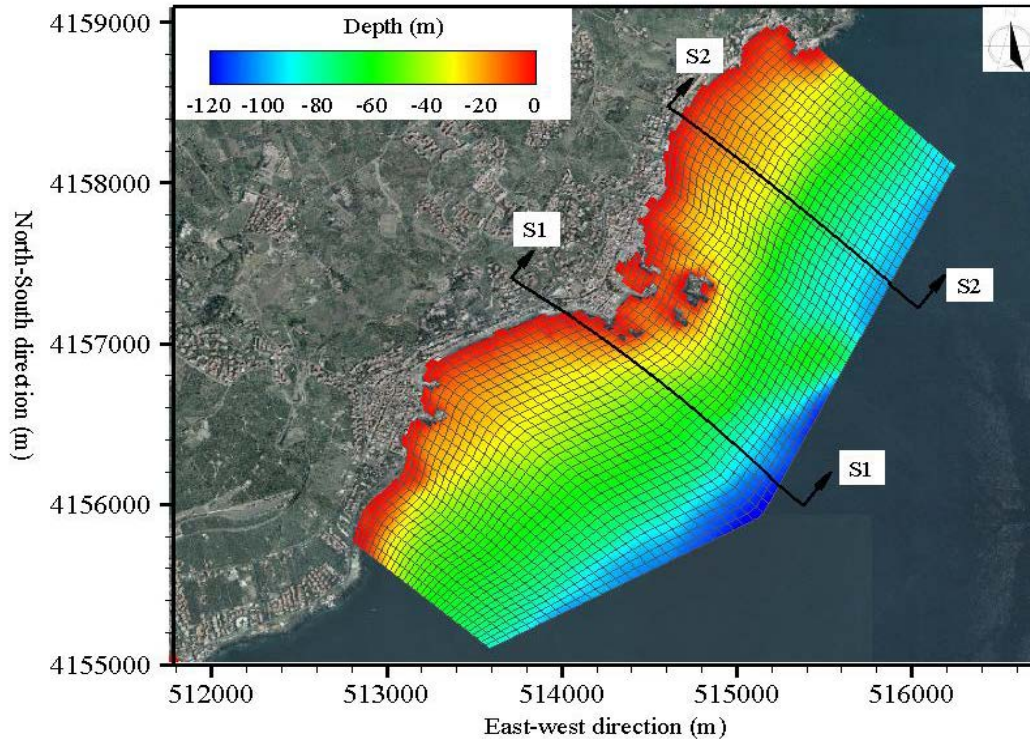 4159000
4158000
4157000
4156000
4155000
North-South direction (m)
Depth (m)
-120 -100 -80 -60 -40 -20 0
S2
S1
S2
S1
512000 513000 514000 515000 516000
East-west direction (m)